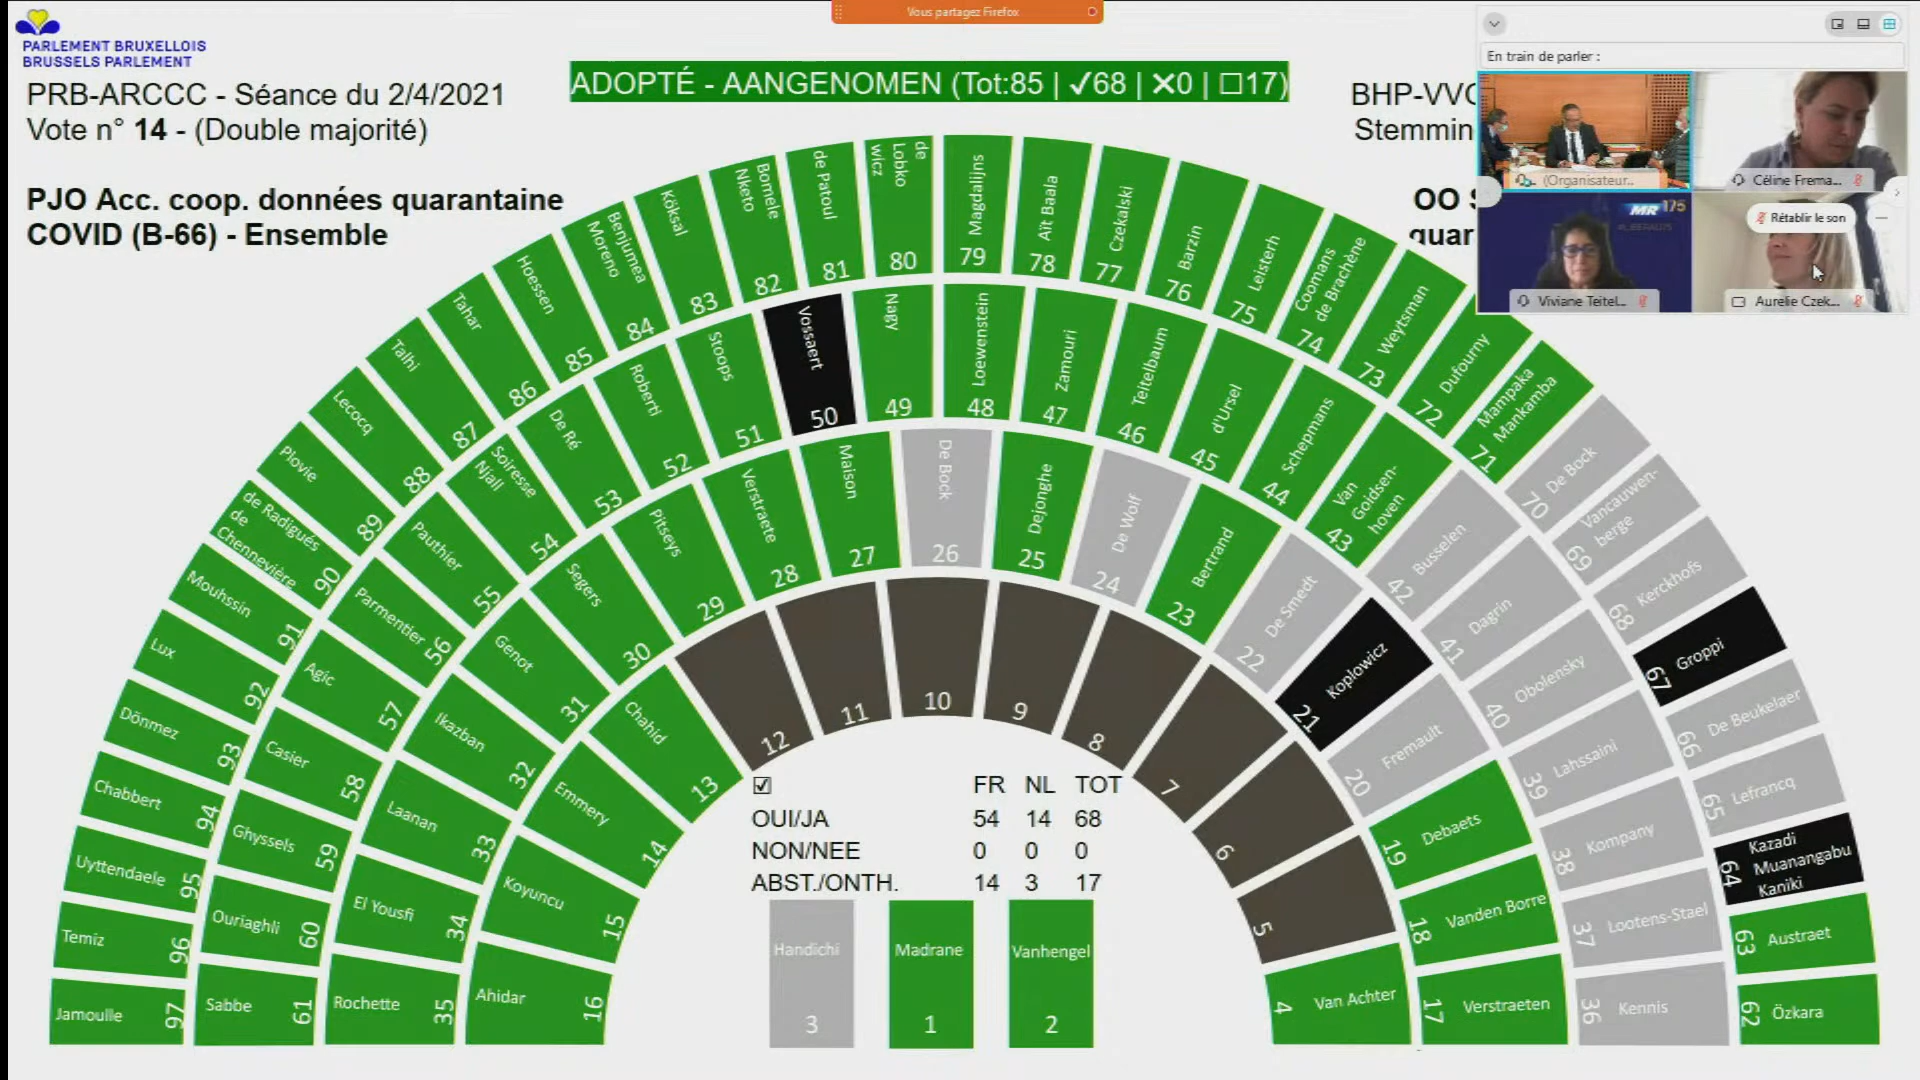 Vous partagez Firefox
PARLEMENT BRUXELLOIS
BRUSSELS PARLEMENT
PRB-ARCCC - Séance du 2/4/2021
Vote n° 14 - (Double majorité)
PJO Acc. coop. données quarantaine
COVID (B-66) - Ensemble
ADOPTÉ - AANGENOMEN (Tot:85 | ✓68 | ✕0 | ☐17)
BHP-VVC
Stemmin
OO S
quar
En train de parler :
(Organisateur..
Céline Frema...
MR 175
Viviane Teitel...
Rétablir le son
Aurelie Czek...
Jamoulle 97
Temiz 96
Uyttendaele 95
Chabbert 94
Dönmez 93
Lux 92
Mouhssin 91
de Radiguès
de
Chennevière 90
Plovie 89
Lecocq 88
Talhi 87
Tahar 86
Hoessen 85
Benjumea
Moreno 84
Köksal 83
Bomele
Nketo 82
de Patoul 81
de
Lobko
wicz 80
Magdalijns 79
Aït Baala 78
Czekalski 77
Barzin 76
Leisterh 75
Coomans
de Brachène 74
Weytsman 73
Dufourny 72
Mampaka
Mankamba 71
De Bock 70
Vancauwen-
berge 69
Kerckhofs 68
Groppi 67
De Beukelaer 66
Lefrancq 65
Kazadi
Muanangabu
Kaniki 64
Austraet 63
Özkara 62
Sabbe 61
Ouriaghli 60
Ghyssels 59
Casier 58
Agic 57
Parmentier 56
Pauthier 55
Soiresse
Njall 54
De Ré 53
Roberti 52
Stoops 51
Vossaert 50
Nagy 49
Loewenstein 48
Zamouri 47
Teitelbaum 46
d'Ursel 45
Schepmans 44
Van
Goidsen-
hoven 43
Busselen 42
Dagrin 41
Obolensky 40
Lahssaini 39
Kompany 38
Lootens-Stael 37
Kennis 36
Rochette 35
El Yousfi 34
Laanan 33
Ikazban 32
Genot 31
Segers 30
Pitseys 29
Verstraete 28
Maison 27
De Bock 26
Dejonghe 25
De Wolf 24
Bertrand 23
De Smedt 22
Koplowicz 21
Fremault 20
Debaets 19
Vanden Borre 18
Verstraeten 17
Ahidar 16
Koyuncu 15
Emmery 14
Chahid 13
12
11
10
9
8
7
6
5
Van Achter 4
☑ FR NL TOT
OUI/JA 54 14 68
NON/NEE 0 0 0
ABST./ONTH. 14 3 17
Handichi 3
Madrane 1
Vanhengel 2